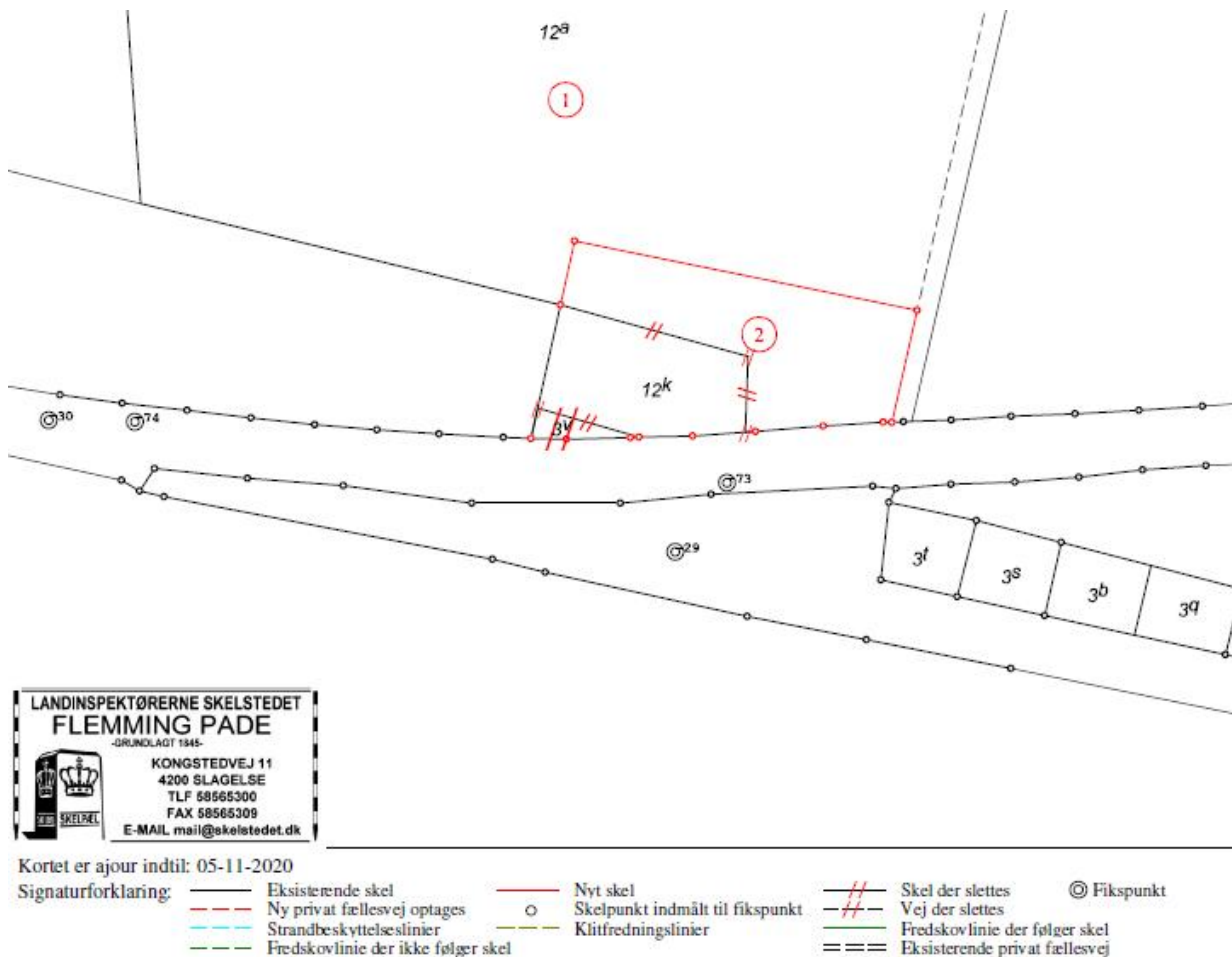 12a
1
2
12k
3v
30
74
73
29
3t
3s
3b
3q
LANDINSPEKTØRERNE SKELSTEDET
FLEMMING PADE
-GRUNDLAGT 1845-
KONGSTEDVEJ 11
4200 SLAGELSE
TLF 58565300
FAX 58565309
E-MAIL mail@skelstedet.dk
SKELPÆL
Kortet er ajour indtil: 05-11-2020
Signaturforklaring:
Eksisterende skel
Nyt skel
Skel der slettes
Fikspunkt
Ny privat fællesvej optages
Skelpunkt indmålt til fikspunkt
Vej der slettes
Strandbeskyttelseslinier
Klitfredningslinier
Fredskovlinie der følger skel
Fredskovlinie der ikke følger skel
Eksisterende privat fællesvej